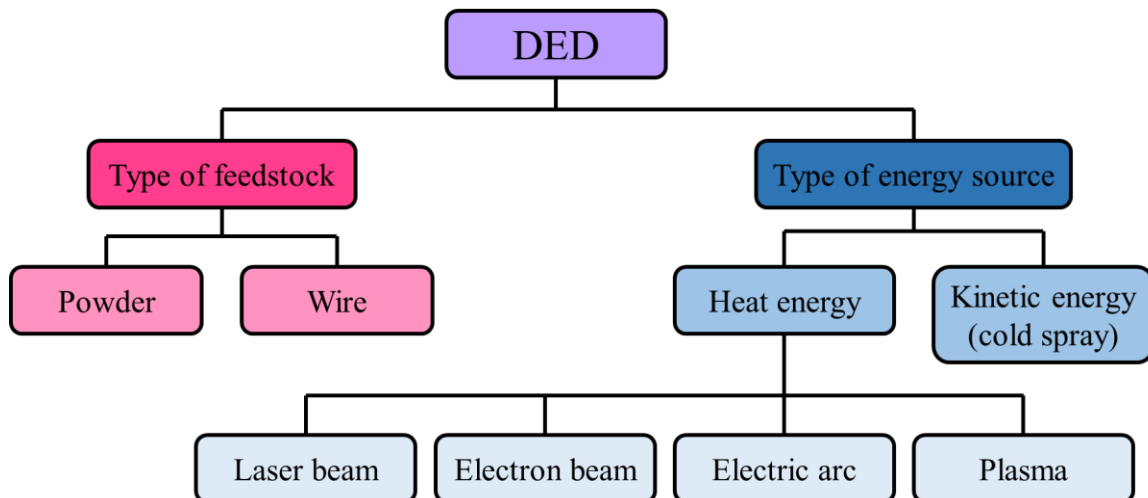 DED
Type of feedstock
Type of energy source
Powder
Wire
Heat energy
Kinetic energy
(cold spray)
Laser beam
Electron beam
Electric arc
Plasma